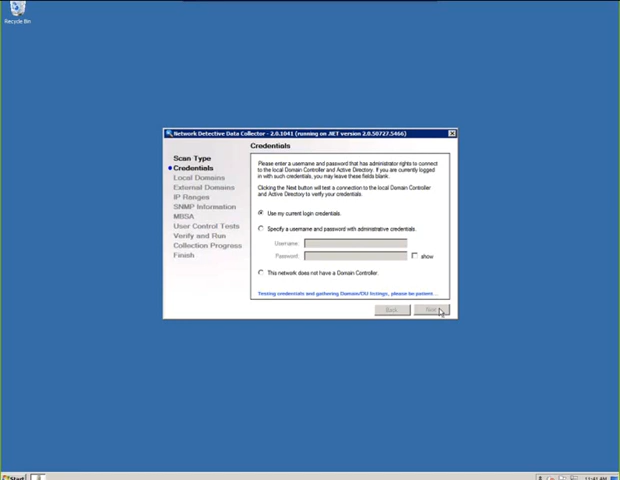 Recycle Bin
Network Detective Data Collector - 2.0.1041 (running on .NET version 2.0.50727.5466)
Scan Type
Credentials
Local Domains
External Domains
IP Ranges
SNMP Information
MBSA
User Control Tests
Verify and Run
Collection Progress
Finish
Credentials
Please enter a username and password that has administrator rights to connect
to the local Domain Controller and Active Directory. If you are currently logged
in with such credentials, you may leave these fields blank.
Clicking the Next button will test a connection to the local Domain Controller
and Active Directory to verify your credentials.
Use my current login credentials.
Specify a username and password with administrative credentials.
Username:
Password:
show
This network does not have a Domain Controller.
Testing credentials and gathering Domain/OU listings, please be patient ...
Back
Next
Start
11:41 AM